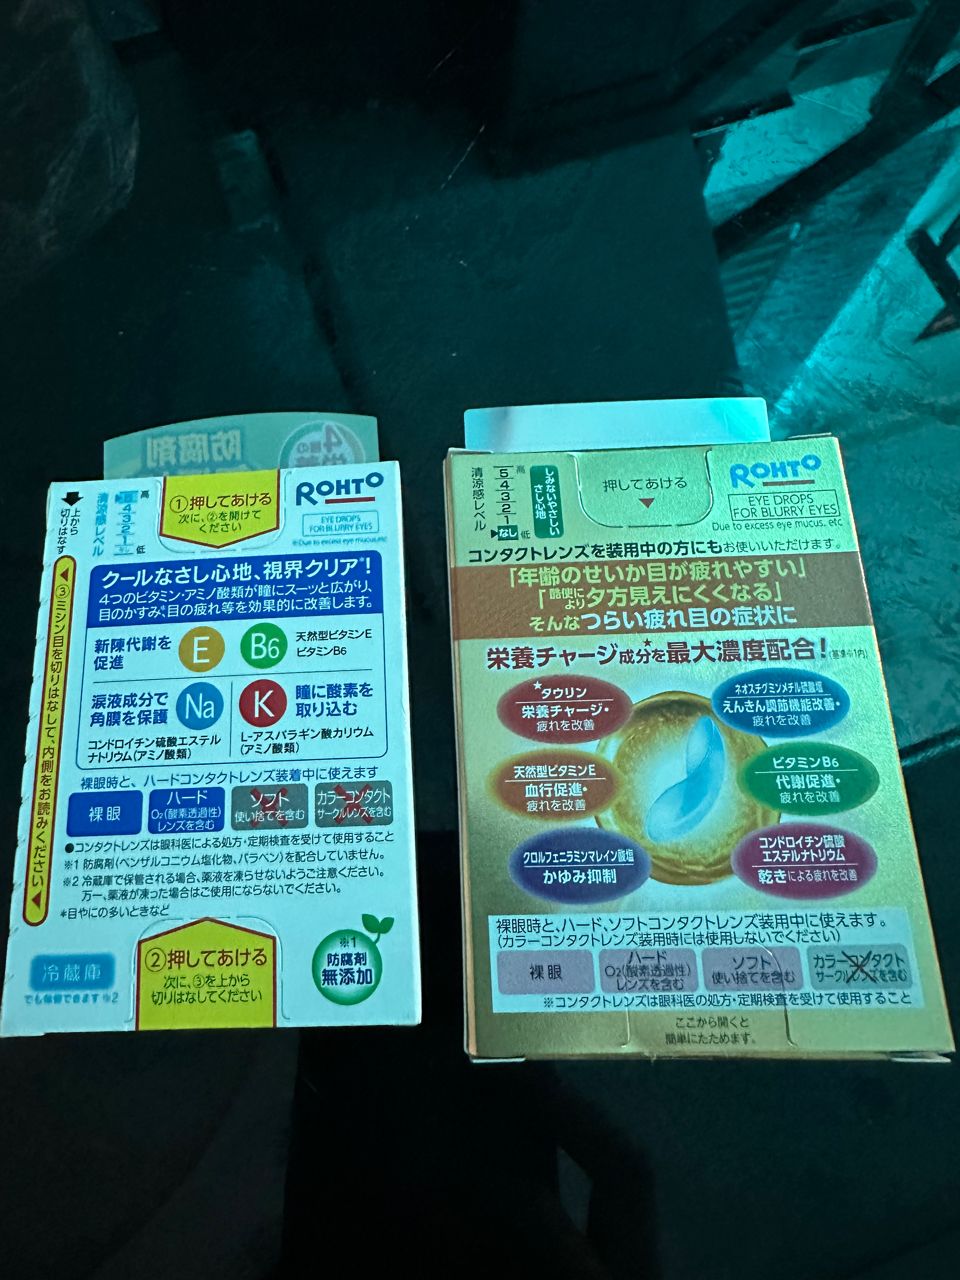 防腐剤
4種の
上から
切りはなす
清涼感レベル
高
5
4
3
2
1
なし
低
①押してあける
次に、②を開けて
ください
ROHTO
EYE DROPS
FOR BLURRY EYES
※Due to excess eye mucus,etc
クールなさし心地、視界クリア*!
4つのビタミン・アミノ酸類が瞳にスーッと広がり、
目のかすみ*、目の疲れ等を効果的に改善します。
新陳代謝を
促進
E
B6
天然型ビタミンE
ビタミンB6
涙液成分で
角膜を保護
Na
K
瞳に酸素を
取り込む
コンドロイチン硫酸エステル
ナトリウム(アミノ酸類)
L-アスパラギン酸カリウム
(アミノ酸類)
③ミシン目を切りはなして、内側をお読みください
裸眼時と、ハードコンタクトレンズ装着中に使えます
裸眼
ハード
O₂(酸素透過性)
レンズを含む
ソフト
使い捨てを含む
カラーコンタクト
サークルレンズを含む
●コンタクトレンズは眼科医による処方・定期検査を受けて使用すること
※1 防腐剤(ベンザルコニウム塩化物、パラベン)を配合していません。
※2 冷蔵庫で保管される場合、薬液を凍らせないようご注意ください。
万一、薬液が凍った場合はご使用にならないでください。
*目やにの多いときなど
冷蔵庫
でも保管できます※2
②押してあける
次に、③を上から
切りはなしてください
※1
防腐剤
無添加
清涼感レベル
高
5
4
3
2
1
なし
低
しみないやさしい
さし心地
押してあける
ROHTO
EYE DROPS
FOR BLURRY EYES
Due to excess eye mucus, etc
コンタクトレンズを装用中の方にもお使いいただけます。
「年齢のせいか目が疲れやすい」
「酷使により夕方見えにくくなる」
そんなつらい疲れ目の症状に
栄養チャージ成分★を最大濃度配合!(基準※1内)
★タウリン
栄養チャージ・
疲れを改善
ネオスチグミンメチル硫酸塩
えんきん調節機能改善・
疲れを改善
天然型ビタミンE
血行促進・
疲れを改善
ビタミンB6
代謝促進・
疲れを改善
クロルフェニラミンマレイン酸塩
かゆみ抑制
コンドロイチン硫酸
エステルナトリウム
乾きによる疲れを改善
裸眼時と、ハード、ソフトコンタクトレンズ装用中に使えます。
(カラーコンタクトレンズ装用時には使用しないでください)
裸眼
ハード
O₂(酸素透過性)
レンズを含む
ソフト
使い捨てを含む
カラーコンタクト
サークルレンズを含む
※コンタクトレンズは眼科医の処方・定期検査を受けて使用すること
ここから開くと
簡単にたためます。